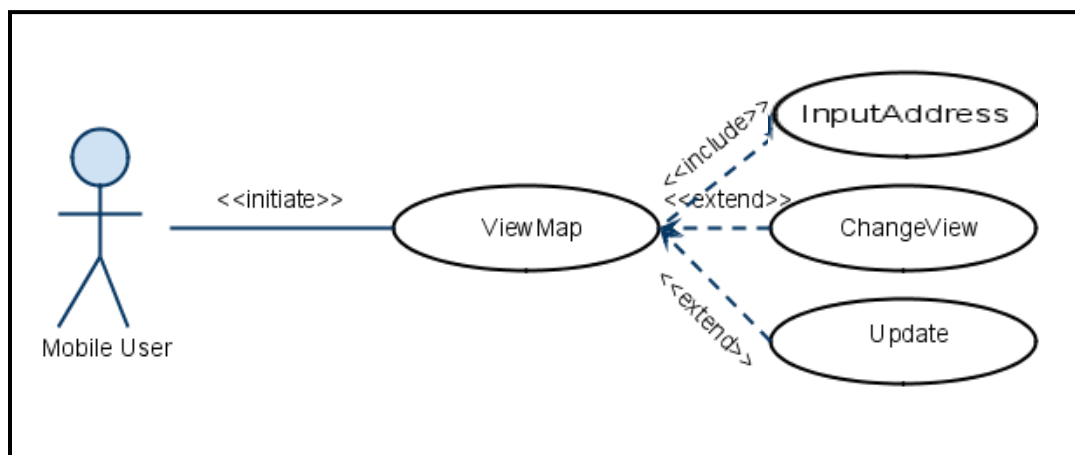 InputAddress
<<include>>
<<initiate>>
<<extend>>
ViewMap
ChangeView
<<extend>>
Update
Mobile User